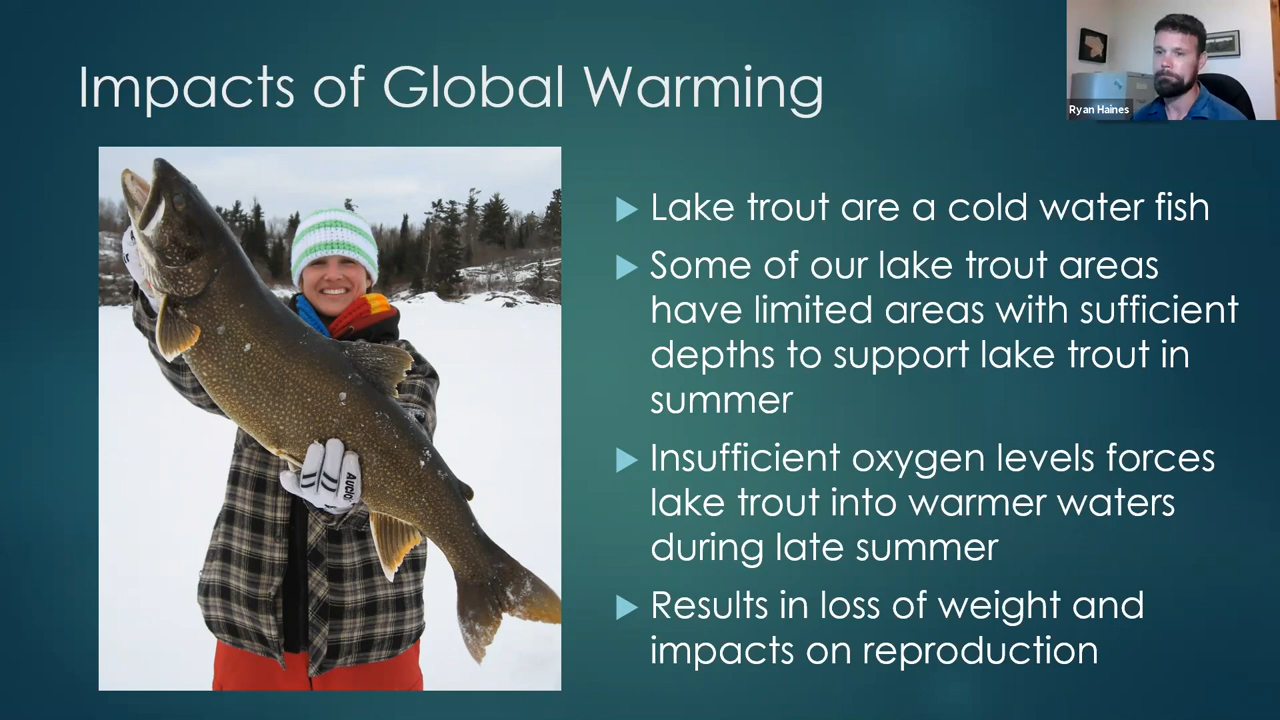 Impacts of Global Warming
Ryan Haines
Lake trout are a cold water fish
Some of our lake trout areas
have limited areas with sufficient
depths to support lake trout in
summer
Insufficient oxygen levels forces
lake trout into warmer waters
during late summer
Results in loss of weight and
impacts on reproduction